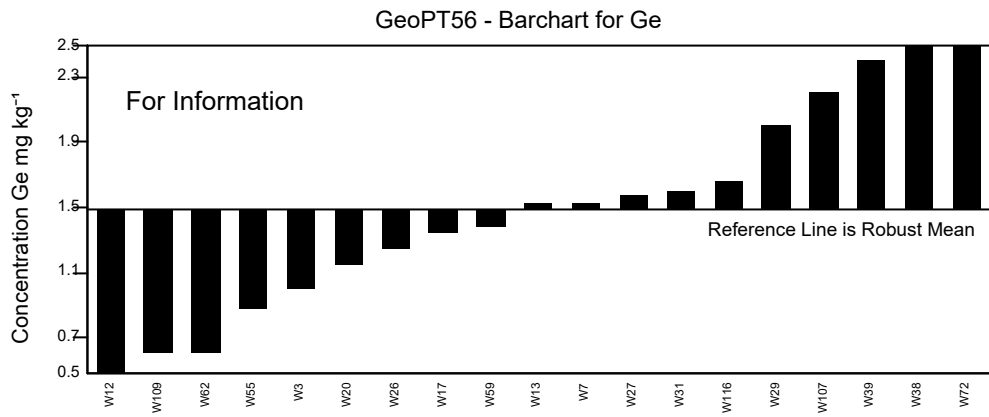 GeoPT56 - Barchart for Ge
2.5
2.3
1.9
1.5
1.1
0.7
0.5
Concentration Ge mg kg⁻¹
For Information
Reference Line is Robust Mean
W12 W109 W62 W55 W3 W20 W26 W17 W59 W13 W7 W27 W31 W116 W29 W107 W39 W38 W72